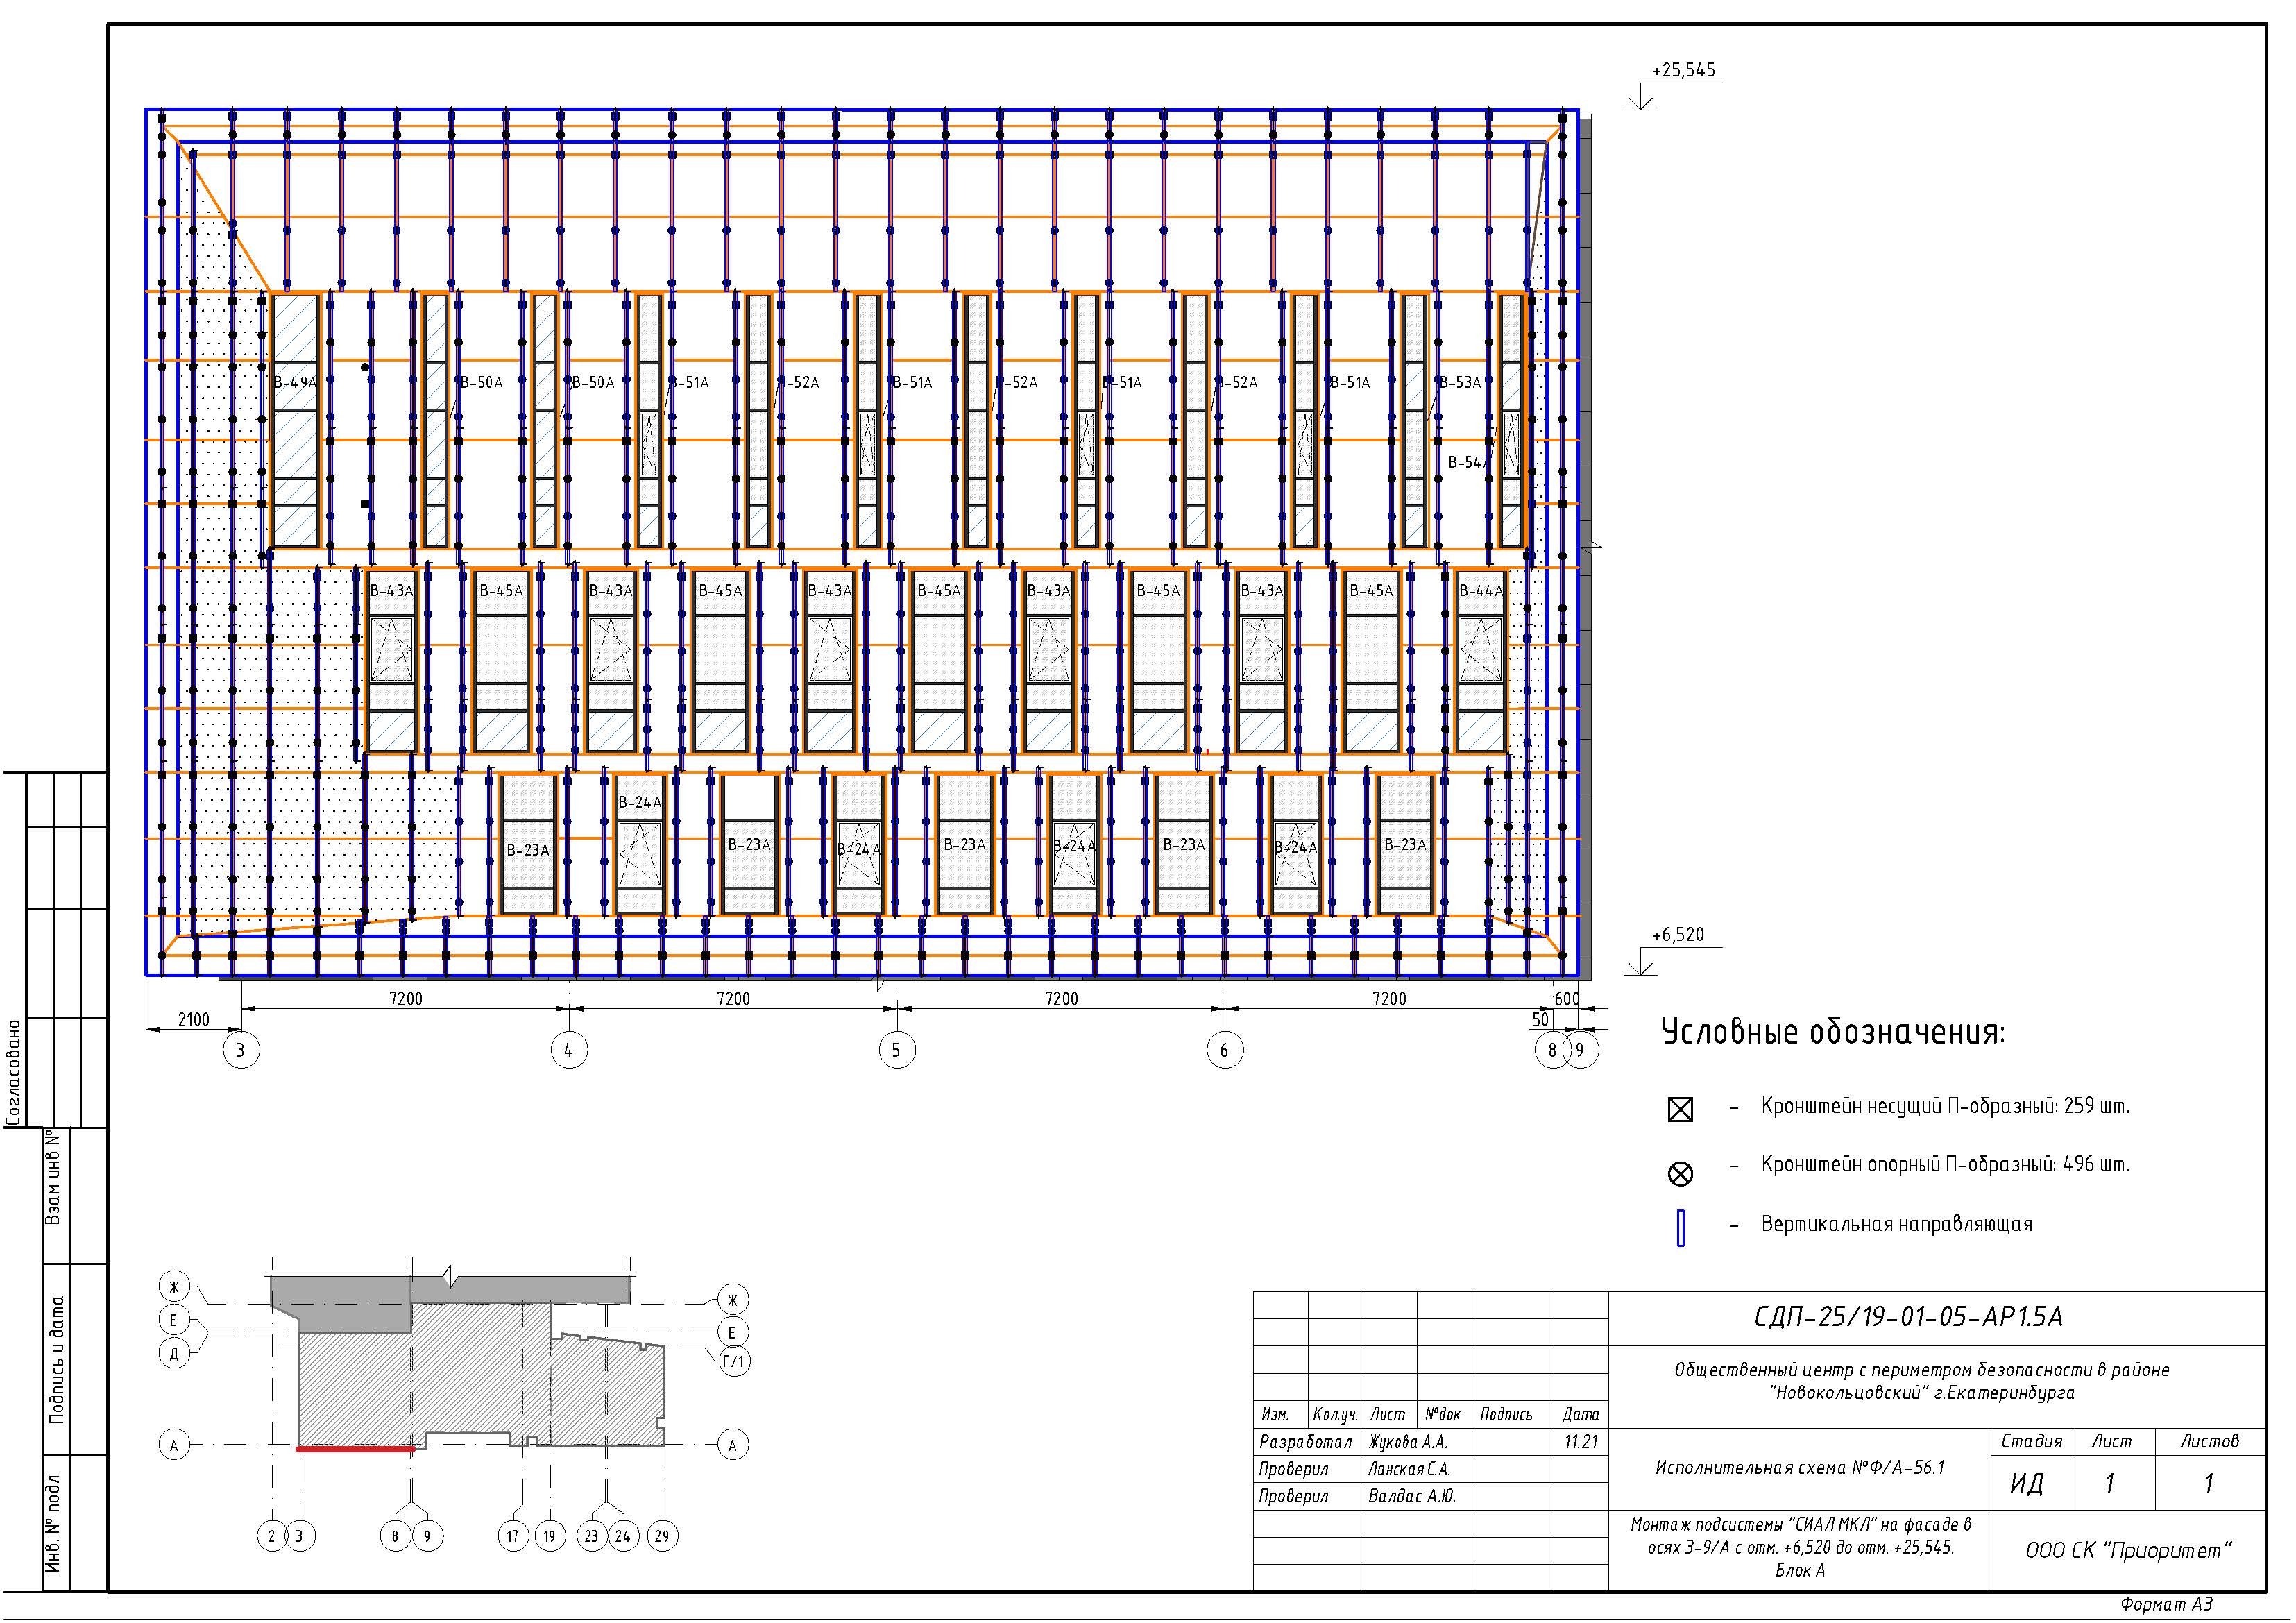 +25,545
В-49А
В-50А
В-50А
В-51А
В-52А
В-51А
В-52А
В-51А
В-52А
В-51А
В-53А
В-54А
В-43А
В-45А
В-43А
В-45А
В-43А
В-45А
В-43А
В-45А
В-43А
В-45А
В-44А
В-24А
В-23А
В-23А
В-24А
В-23А
В-24А
В-23А
В-24А
В-23А
+6,520
7200
7200
7200
7200
600
2100
50
3
4
5
6
8
9
Условные обозначения:
- Кронштейн несущий П-образный: 259 шт.
- Кронштейн опорный П-образный: 496 шт.
- Вертикальная направляющая
Согласовано
Взам инв №
Подпись и дата
Инв. № подл
Ж
Е
Д
А
Ж
Е
Г/1
А
2
3
8
9
17
19
23
24
29
СДП-25/19-01-05-АР1.5А
Общественный центр с периметром безопасности в районе
"Новокольцовский" г.Екатеринбурга
Изм. Кол.уч. Лист №док Подпись Дата
Разработал Жукова А.А. 11.21
Проверил Ланская С.А.
Проверил Валдас А.Ю.
Исполнительная схема №Ф/А-56.1
Стадия Лист Листов
ИД 1 1
Монтаж подсистемы "СИАЛ МКЛ" на фасаде в
осях 3-9/А с отм. +6,520 до отм. +25,545.
Блок А
ООО СК "Приоритет"
Формат А3